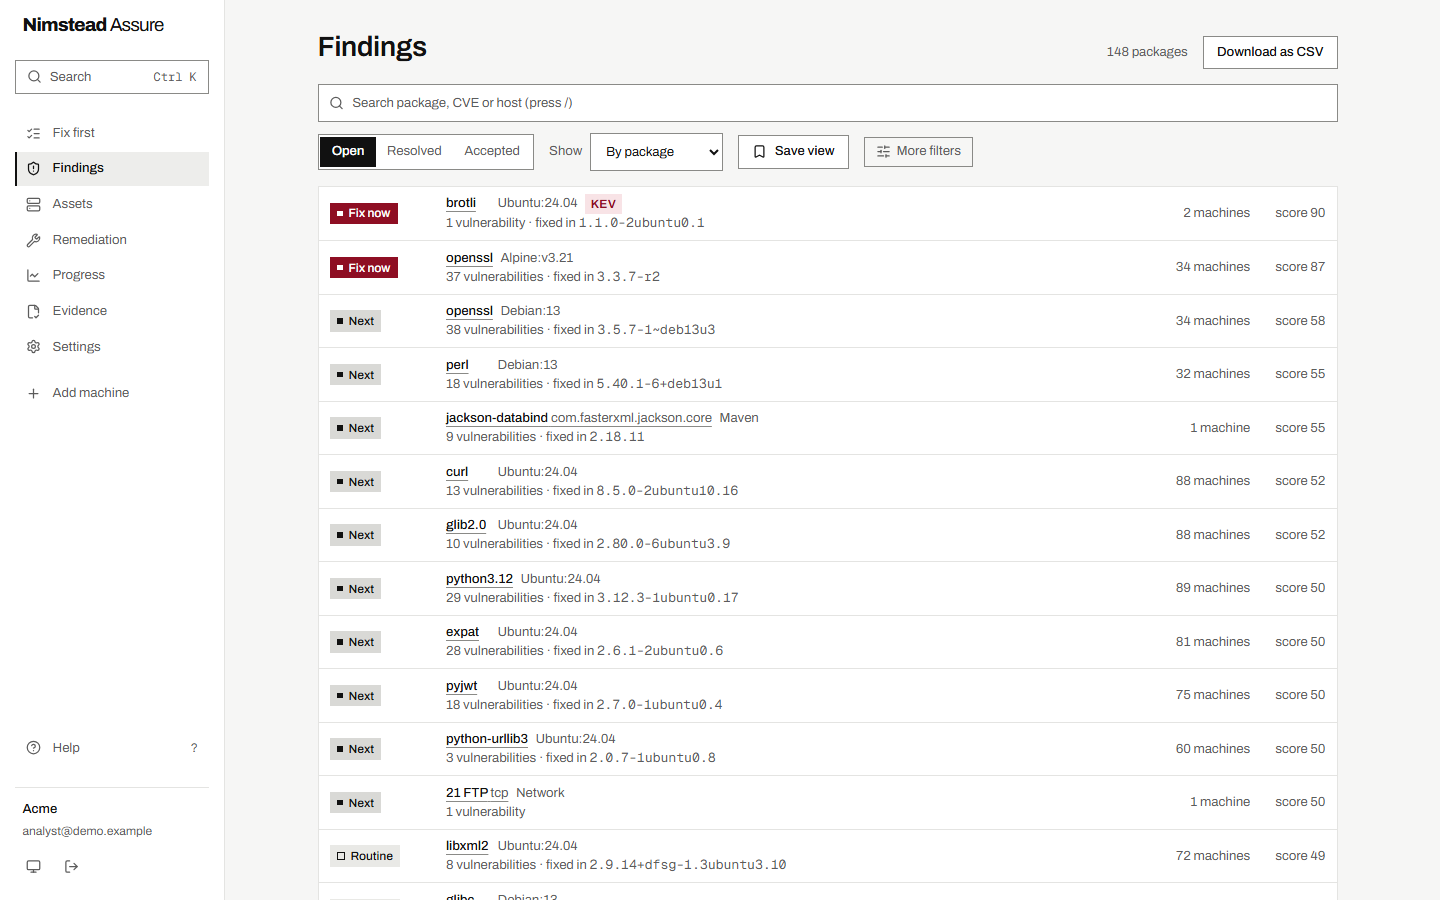 Nimstead Assure
Search Ctrl K
Fix first
Findings
Assets
Remediation
Progress
Evidence
Settings
Add machine
Help ?
Acme
analyst@demo.example
Findings
148 packages Download as CSV
Search package, CVE or host (press /)
Open Resolved Accepted Show By package Save view More filters
Fix now brotli Ubuntu:24.04 KEV 2 machines score 90
1 vulnerability · fixed in 1.1.0-2ubuntu0.1
Fix now openssl Alpine:v3.21 34 machines score 87
37 vulnerabilities · fixed in 3.3.7-r2
Next openssl Debian:13 34 machines score 58
38 vulnerabilities · fixed in 3.5.7-1~deb13u3
Next perl Debian:13 32 machines score 55
18 vulnerabilities · fixed in 5.40.1-6+deb13u1
Next jackson-databind com.fasterxml.jackson.core Maven 1 machine score 55
9 vulnerabilities · fixed in 2.18.11
Next curl Ubuntu:24.04 88 machines score 52
13 vulnerabilities · fixed in 8.5.0-2ubuntu10.16
Next glib2.0 Ubuntu:24.04 88 machines score 52
10 vulnerabilities · fixed in 2.80.0-6ubuntu3.9
Next python3.12 Ubuntu:24.04 89 machines score 50
29 vulnerabilities · fixed in 3.12.3-1ubuntu0.17
Next expat Ubuntu:24.04 81 machines score 50
28 vulnerabilities · fixed in 2.6.1-2ubuntu0.6
Next pyjwt Ubuntu:24.04 75 machines score 50
18 vulnerabilities · fixed in 2.7.0-1ubuntu0.4
Next python-urllib3 Ubuntu:24.04 60 machines score 50
3 vulnerabilities · fixed in 2.0.7-1ubuntu0.8
Next 21 FTP tcp Network 1 machine score 50
1 vulnerability
Routine libxml2 Ubuntu:24.04 72 machines score 49
8 vulnerabilities · fixed in 2.9.14+dfsg-1.3ubuntu3.10
glibc Debian:13